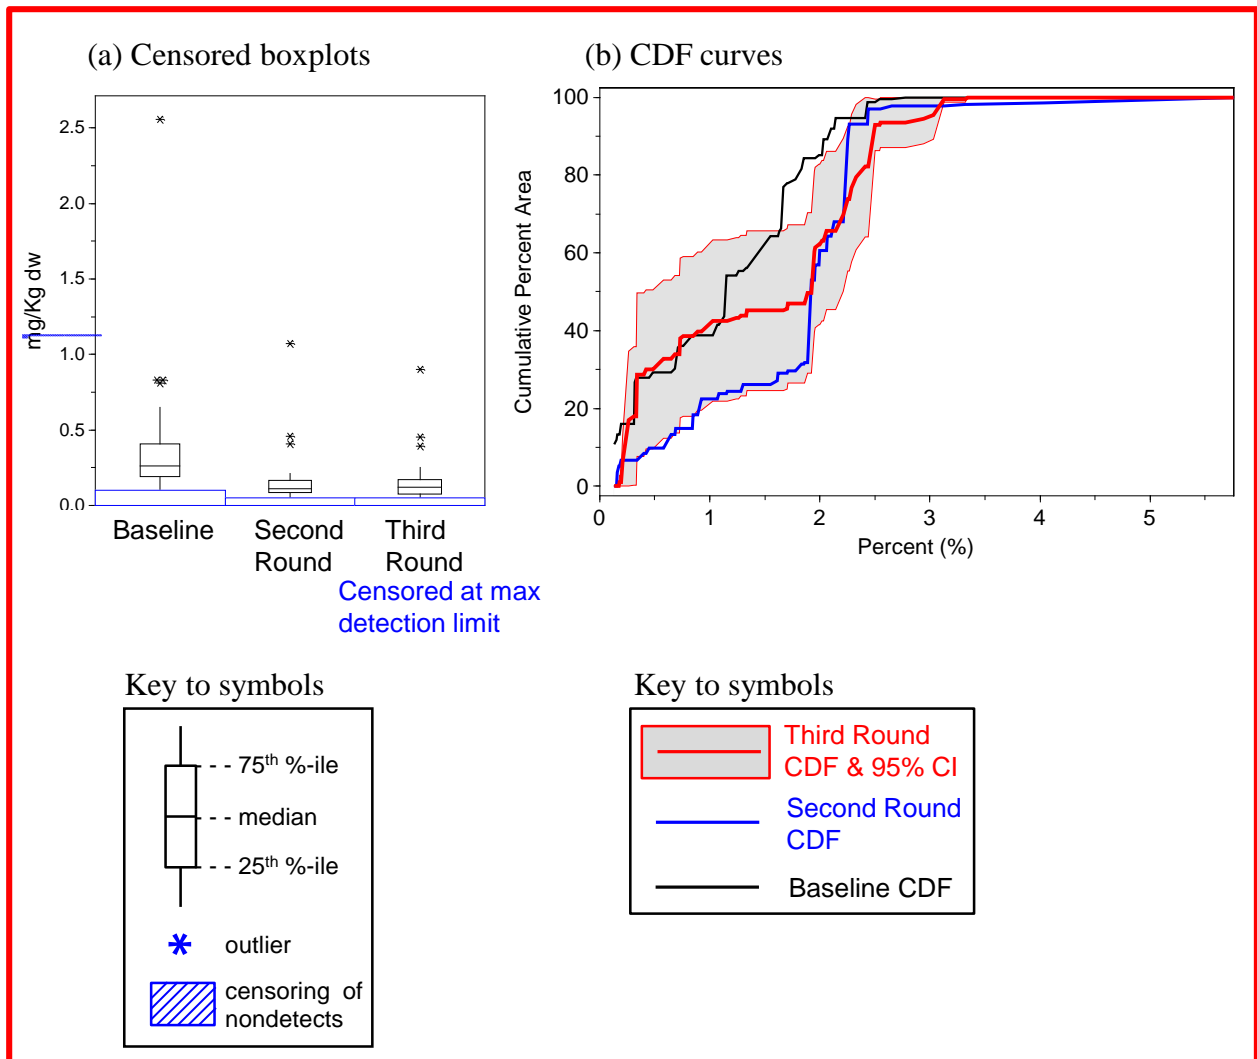 (a) Censored boxplots
mg/Kg dw
2.5
2.0
1.5
1.0
0.5
0.0
Baseline
Second
Round
Third
Round
Censored at max
detection limit
(b) CDF curves
Cumulative Percent Area
100
80
60
40
20
0
0 1 2 3 4 5
Percent (%)
Key to symbols
75th %-ile
median
25th %-ile
outlier
censoring of
nondetects
Key to symbols
Third Round
CDF & 95% CI
Second Round
CDF
Baseline CDF